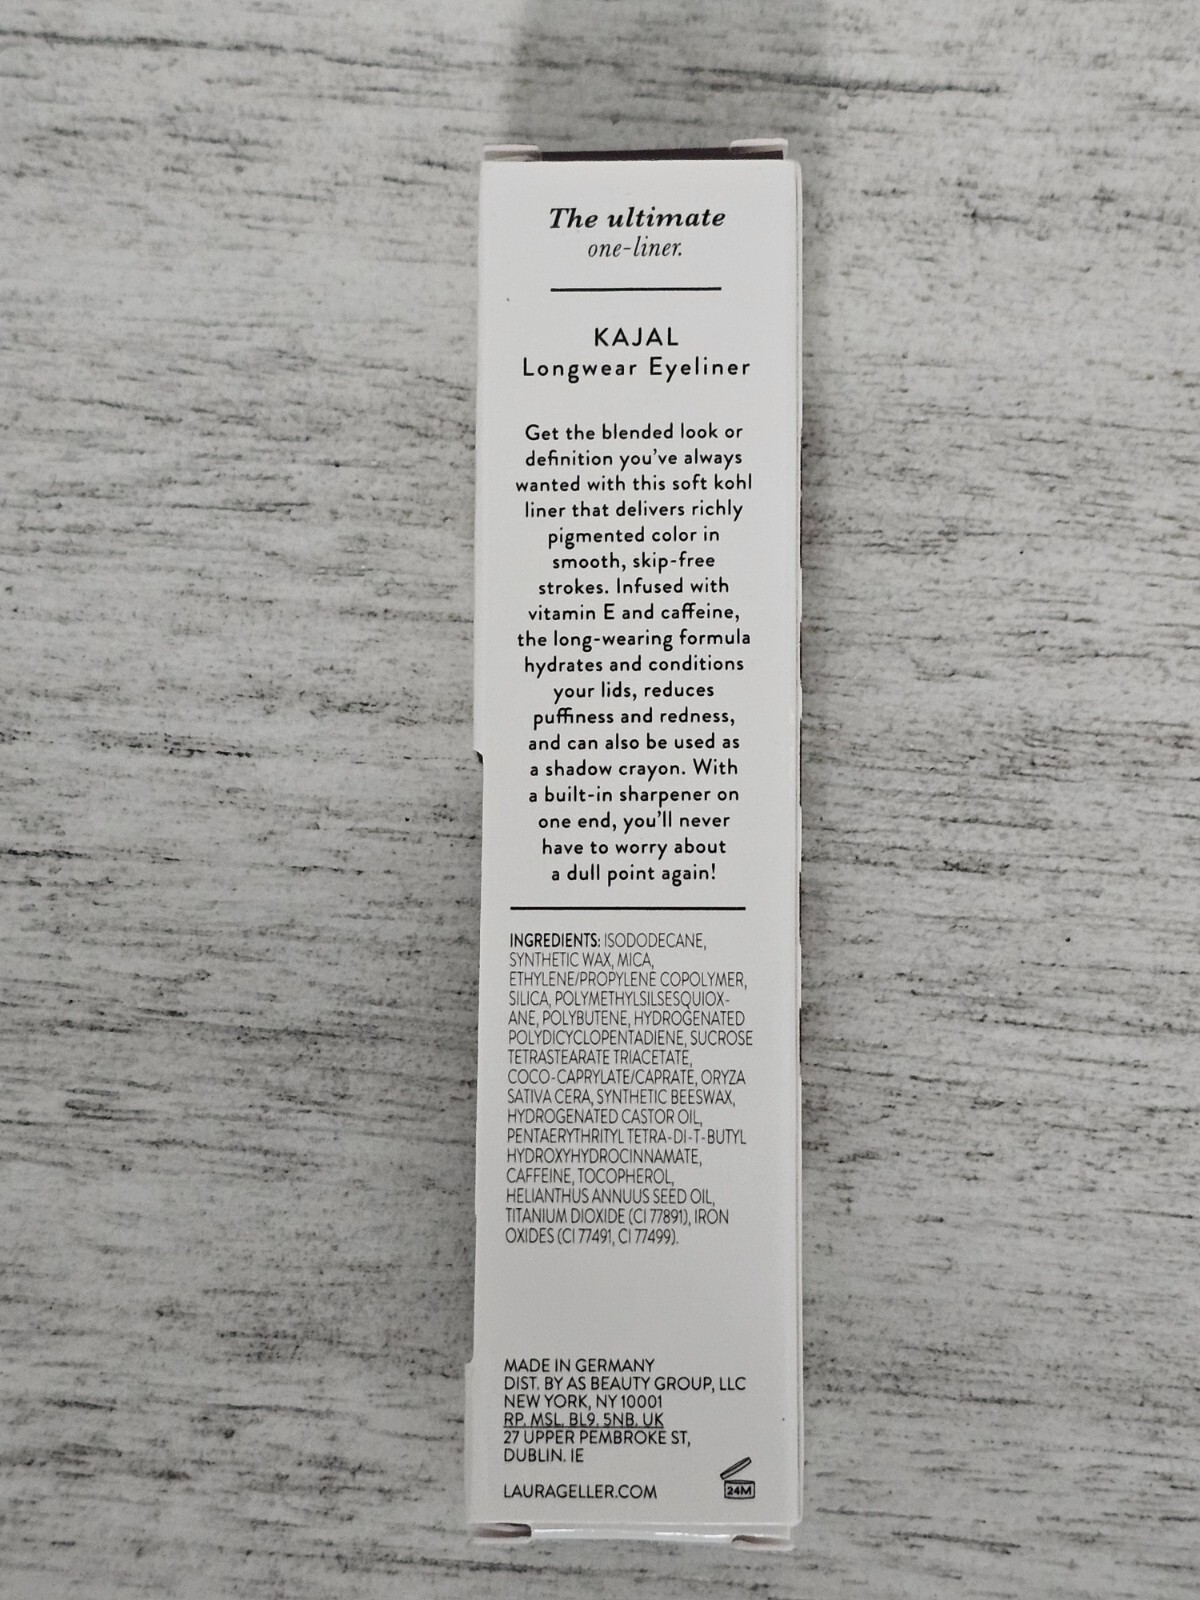 The ultimate
one-liner.
KAJAL
Longwear Eyeliner
Get the blended look or
definition you've always
wanted with this soft kohl
liner that delivers richly
pigmented color in
smooth, skip-free
strokes. Infused with
vitamin E and caffeine,
the long-wearing formula
hydrates and conditions
your lids, reduces
puffiness and redness,
and can also be used as
a shadow crayon. With
a built-in sharpener on
one end, you'll never
have to worry about
a dull point again!
INGREDIENTS: ISODODECANE,
SYNTHETIC WAX, MICA,
ETHYLENE/PROPYLENE COPOLYMER,
SILICA, POLYMETHYLSILSESQUIOX-
ANE, POLYBUTENE, HYDROGENATED
POLYDICYCLOPENTADIENE, SUCROSE
TETRASTEARATE TRIACETATE,
COCO-CAPRYLATE/CAPRATE, ORYZA
SATIVA CERA, SYNTHETIC BEESWAX,
HYDROGENATED CASTOR OIL,
PENTAERYTHRITYL TETRA-DI-T-BUTYL
HYDROXYHYDROCINNAMATE,
CAFFEINE, TOCOPHEROL,
HELIANTHUS ANNUUS SEED OIL,
TITANIUM DIOXIDE (CI 77891), IRON
OXIDES (CI 77491, CI 77499).
MADE IN GERMANY
DIST. BY AS BEAUTY GROUP, LLC
NEW YORK, NY 10001
RP. MSL. BL9. 5NB. UK
27 UPPER PEMBROKE ST,
DUBLIN. IE
LAURAGELLER.COM
24M